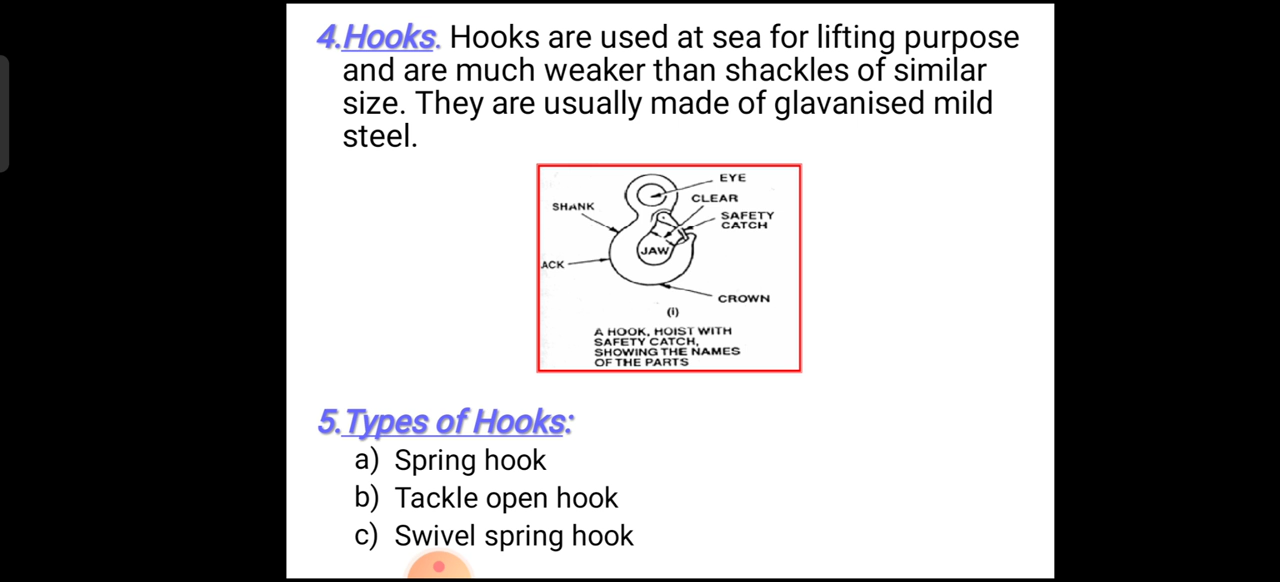 4.Hooks. Hooks are used at sea for lifting purpose
and are much weaker than shackles of similar
size. They are usually made of glavanised mild
steel.
EYE
CLEAR
SHANK
SAFETY
CATCH
JAW
ACK
CROWN
(i)
A HOOK, HOIST WITH
SAFETY CATCH,
SHOWING THE NAMES
OF THE PARTS
5.Types of Hooks:
a) Spring hook
b) Tackle open hook
c) Swivel spring hook